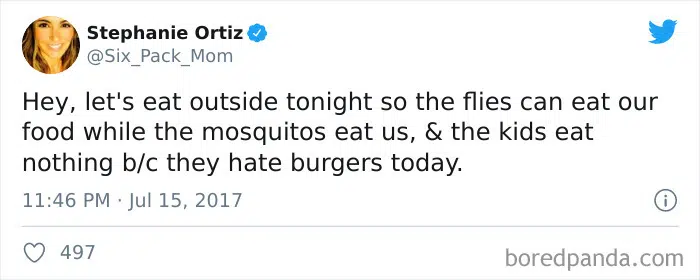 Stephanie Ortiz
@Six_Pack_Mom
Hey, let's eat outside tonight so the flies can eat our
food while the mosquitos eat us, & the kids eat
nothing b/c they hate burgers today.
11:46 PM · Jul 15, 2017
497
boredpanda.com